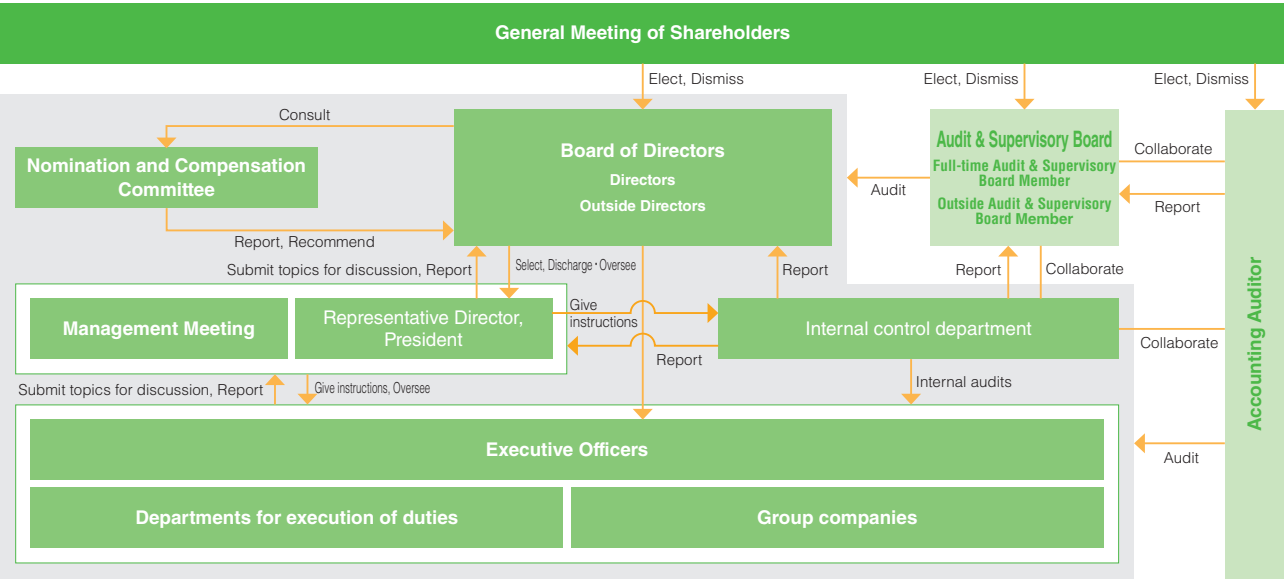 General Meeting of Shareholders
Elect, Dismiss
Elect, Dismiss
Elect, Dismiss
Consult
Nomination and Compensation
Committee
Board of Directors
Directors
Outside Directors
Audit & Supervisory Board
Full-time Audit & Supervisory
Board Member
Outside Audit & Supervisory
Board Member
Collaborate
Audit
Report
Report, Recommend
Submit topics for discussion, Report
Select, Discharge・Oversee
Report
Report
Collaborate
Management Meeting
Representative Director,
President
Give
instructions
Internal control department
Report
Collaborate
Accounting Auditor
Submit topics for discussion, Report
Give instructions, Oversee
Internal audits
Executive Officers
Audit
Departments for execution of duties
Group companies